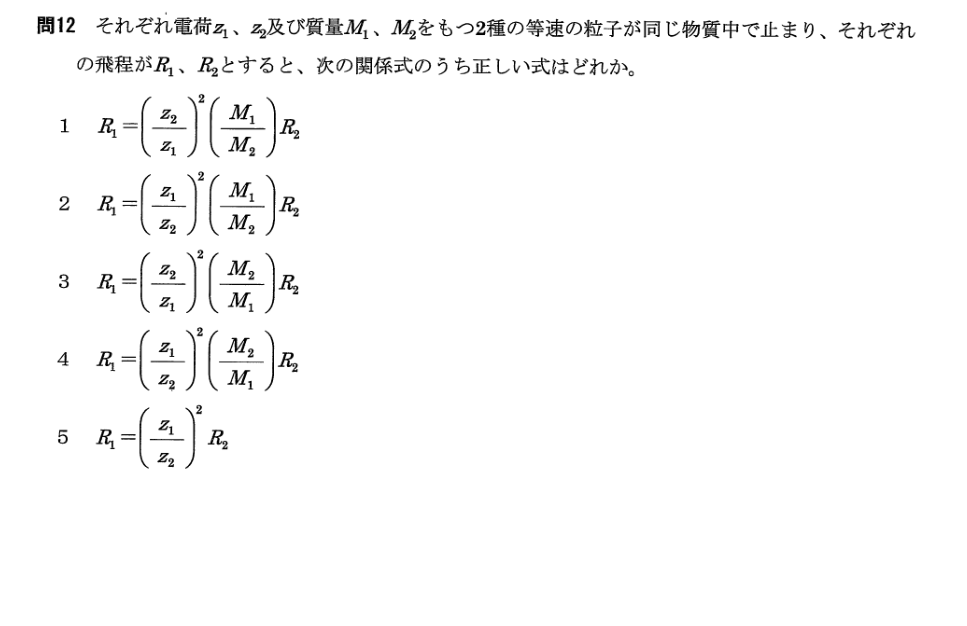 問12 それぞれ電荷z₁、z₂及び質量M₁、M₂をもつ2種の等速の粒子が同じ物質中で止まり、それぞれ
の飛程がR₁、R₂とすると、次の関係式のうち正しい式はどれか。
1 R₁=(z₂/z₁)²(M₁/M₂)R₂
2 R₁=(z₁/z₂)²(M₁/M₂)R₂
3 R₁=(z₂/z₁)²(M₂/M₁)R₂
4 R₁=(z₁/z₂)²(M₂/M₁)R₂
5 R₁=(z₁/z₂)²R₂